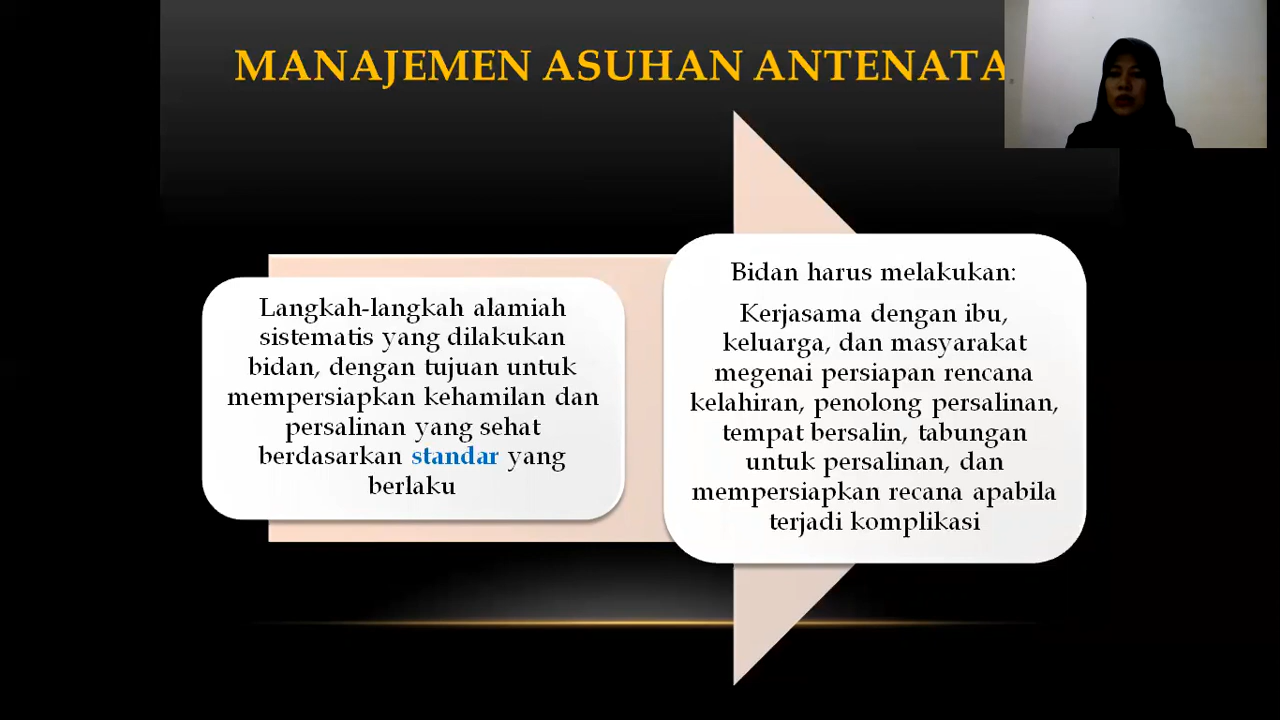 MANAJEMEN ASUHAN ANTENATA
Langkah-langkah alamiah
sistematis yang dilakukan
bidan, dengan tujuan untuk
mempersiapkan kehamilan dan
persalinan yang sehat
berdasarkan standar yang
berlaku
Bidan harus melakukan:
Kerjasama dengan ibu,
keluarga, dan masyarakat
megenai persiapan rencana
kelahiran, penolong persalinan,
tempat bersalin, tabungan
untuk persalinan, dan
mempersiapkan recana apabila
terjadi komplikasi